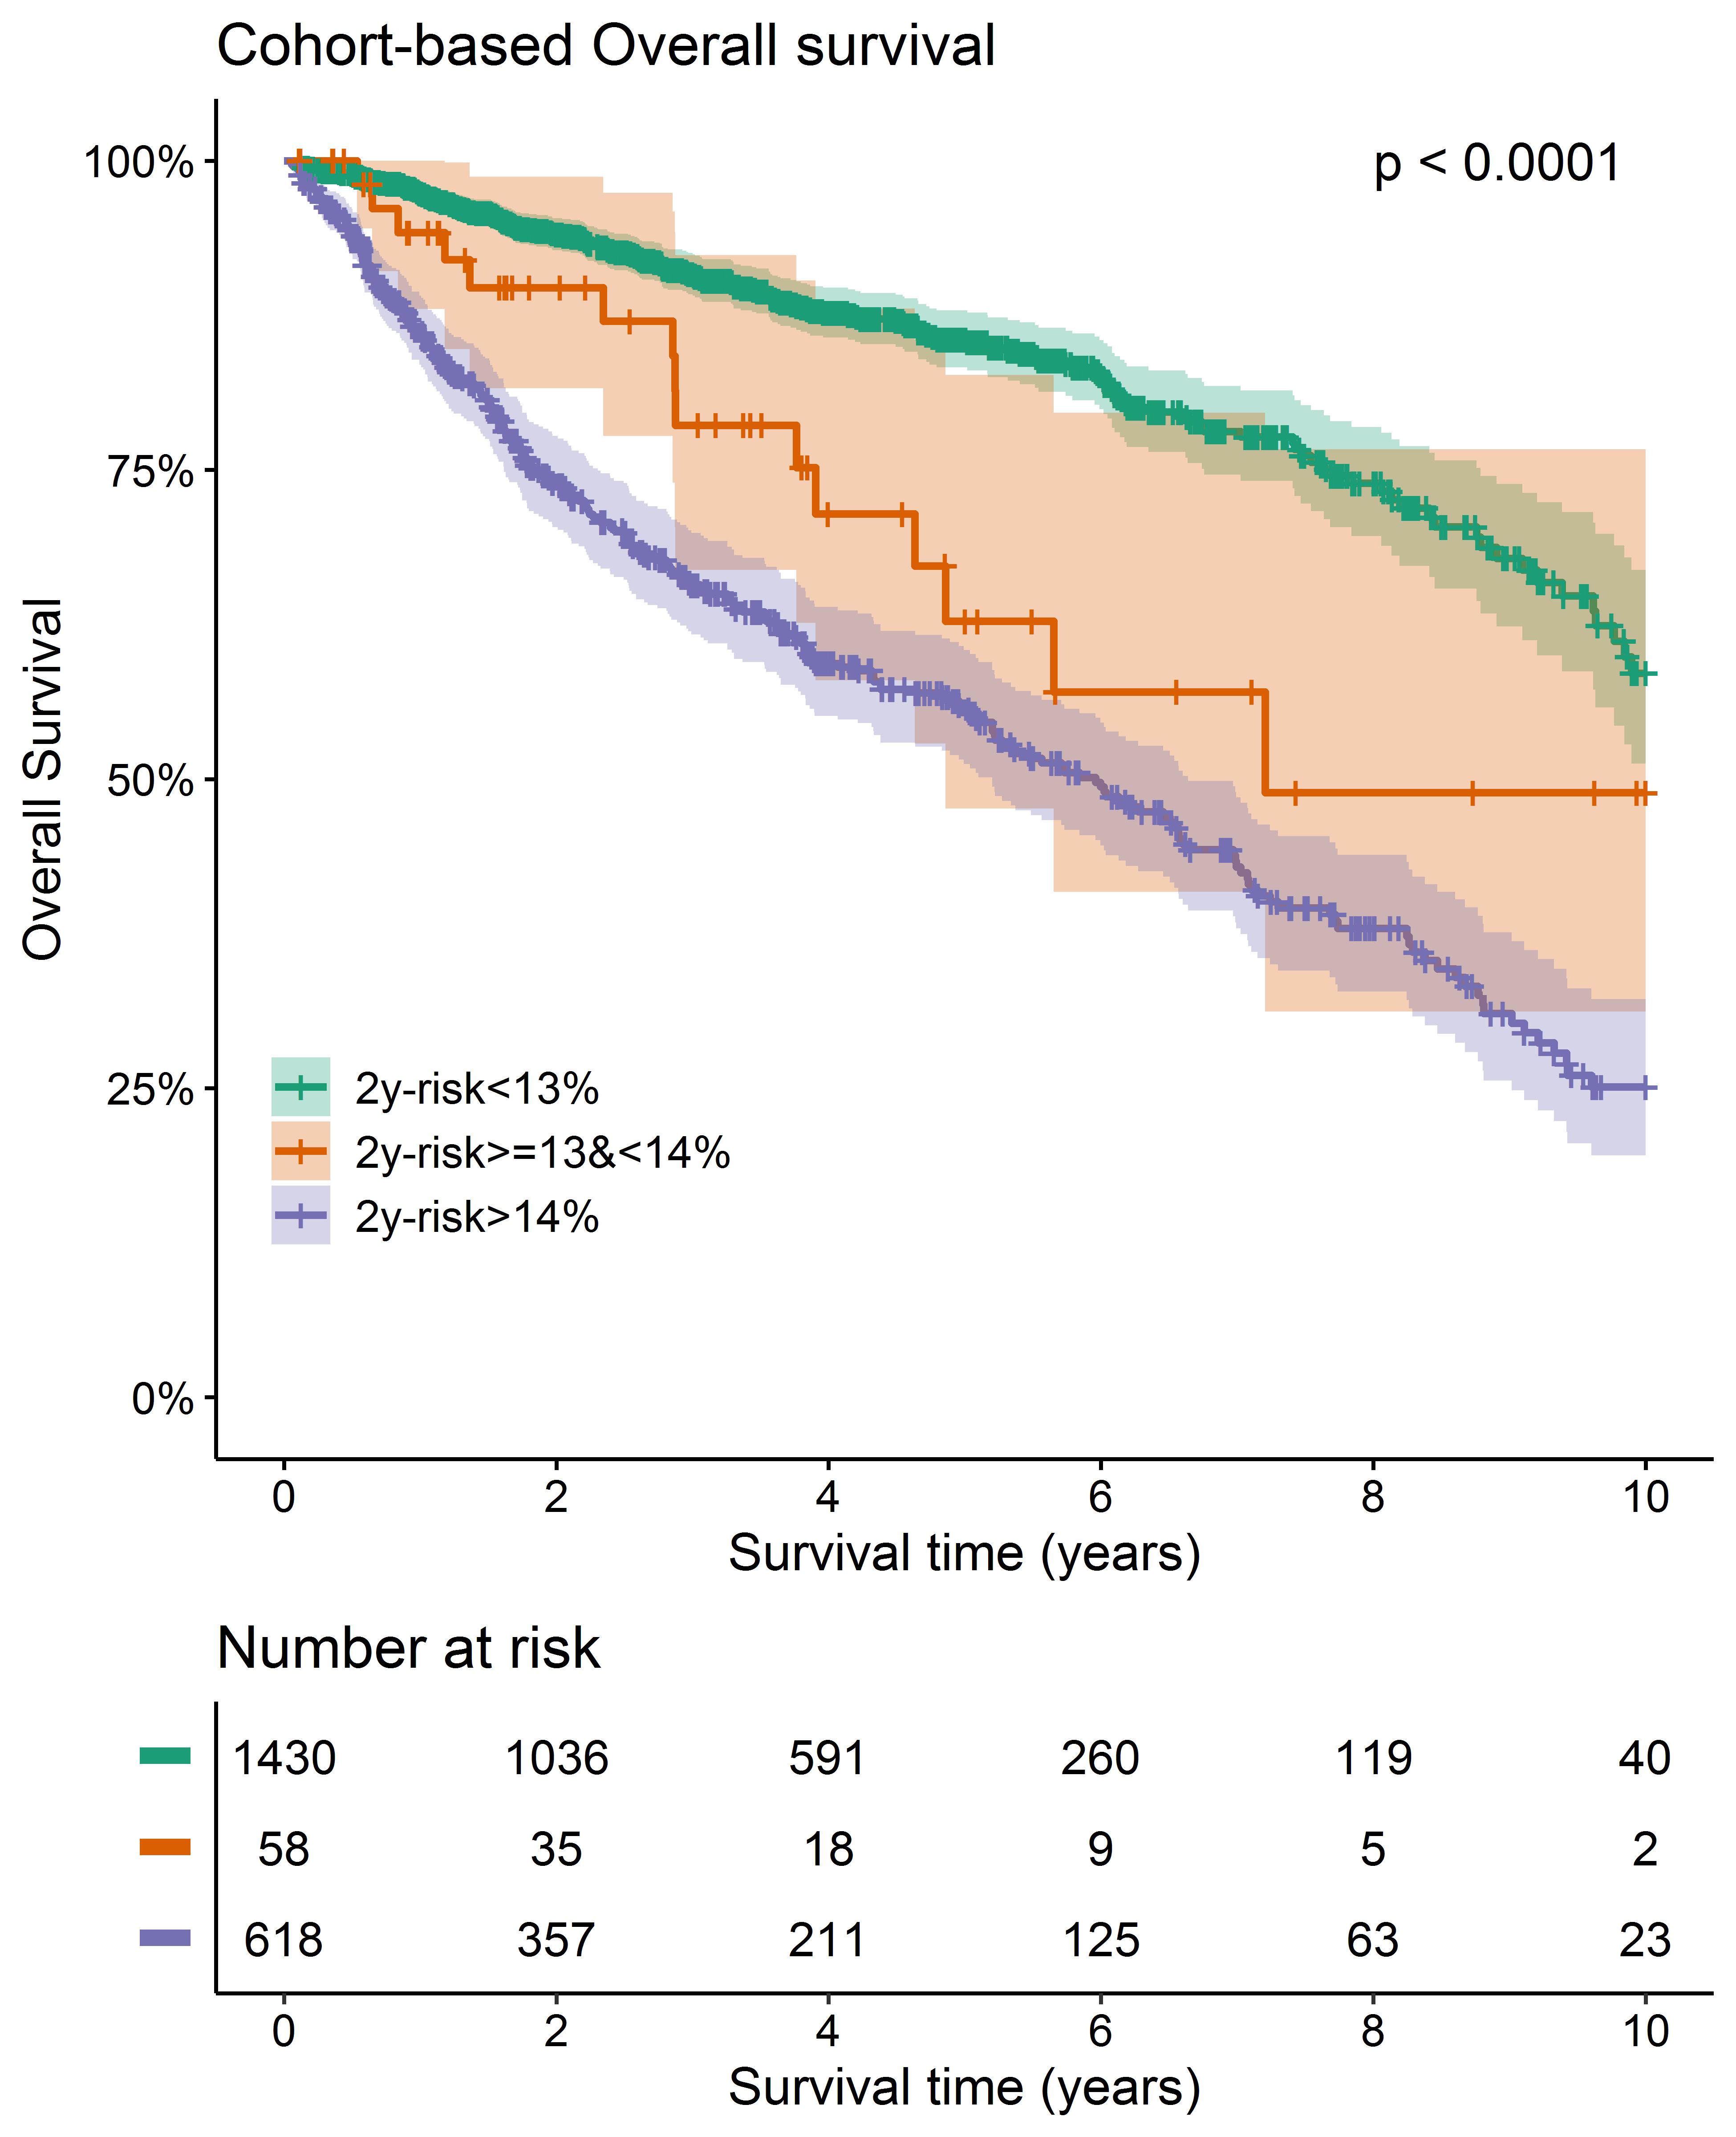 Cohort-based Overall survival
p < 0.0001
100%
75%
50%
25%
0%
Overall Survival
2y-risk<13%
2y-risk>=13&<14%
2y-risk>14%
0 2 4 6 8 10
Survival time (years)
Number at risk
1430 1036 591 260 119 40
58 35 18 9 5 2
618 357 211 125 63 23
0 2 4 6 8 10
Survival time (years)